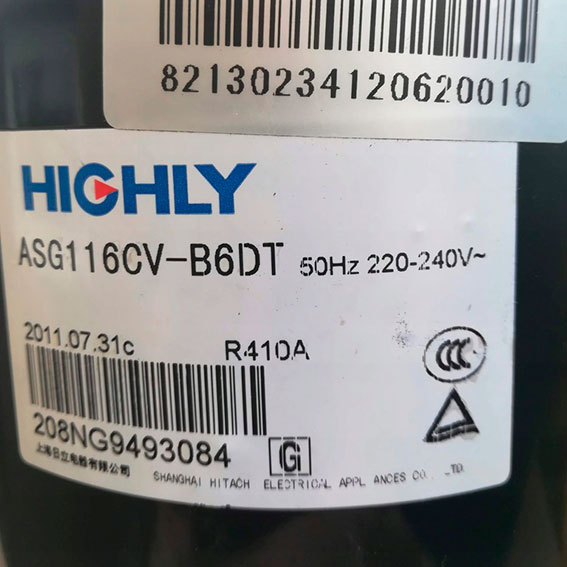 82130234120620010
HIGHLY
ASG116CV-B6DT 50Hz 220-240V~
2011.07.31c R410A
CCC
208NG9493084
Gi
上海日立电器有限公司
SHANGHAI HITACH ELECTRICAL APPL ANCES CO., LTD.